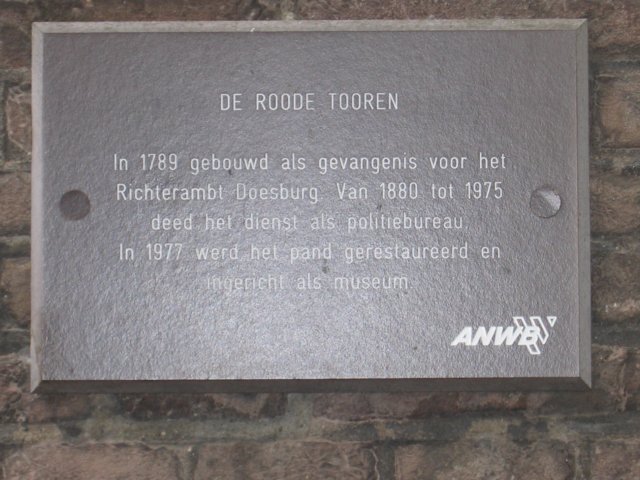 DE ROODE TOOREN
In 1789 gebouwd als gevangenis voor het
Richterambt Doesburg. Van 1880 tot 1975
deed het dienst als politiebureau.
In 1977 werd het pand gerestaureerd en
ingericht als museum.
ANWB